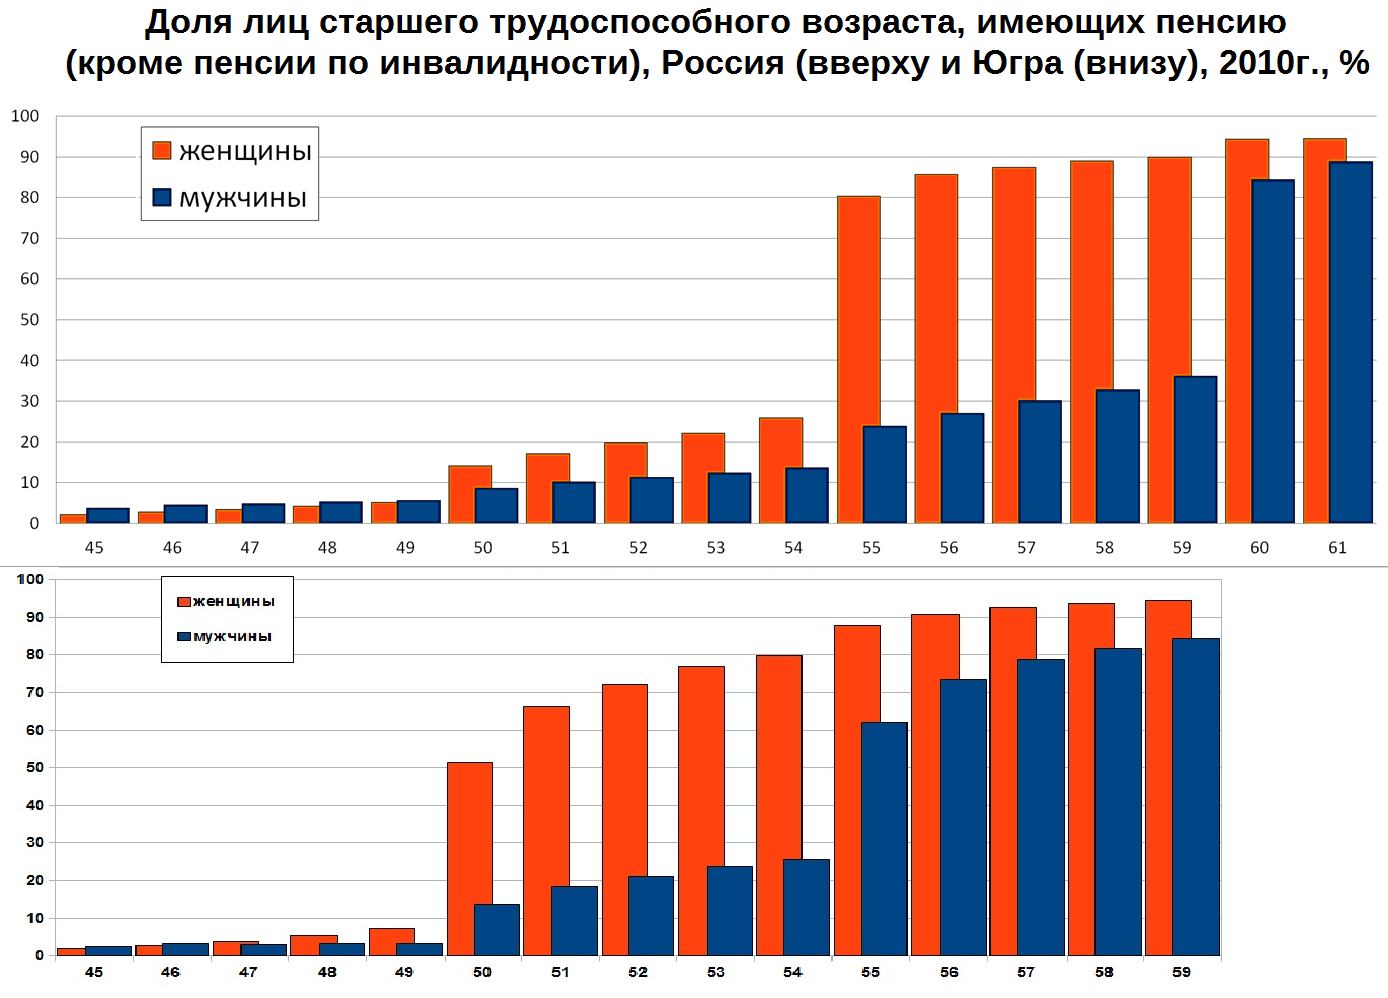 Доля лиц старшего трудоспособного возраста, имеющих пенсию
(кроме пенсии по инвалидности), Россия (вверху и Югра (внизу), 2010г., %
100
90
80
70
60
50
40
30
20
10
0
женщины
мужчины
45 46 47 48 49 50 51 52 53 54 55 56 57 58 59 60 61
100
90
80
70
60
50
40
30
20
10
0
женщины
мужчины
45 46 47 48 49 50 51 52 53 54 55 56 57 58 59